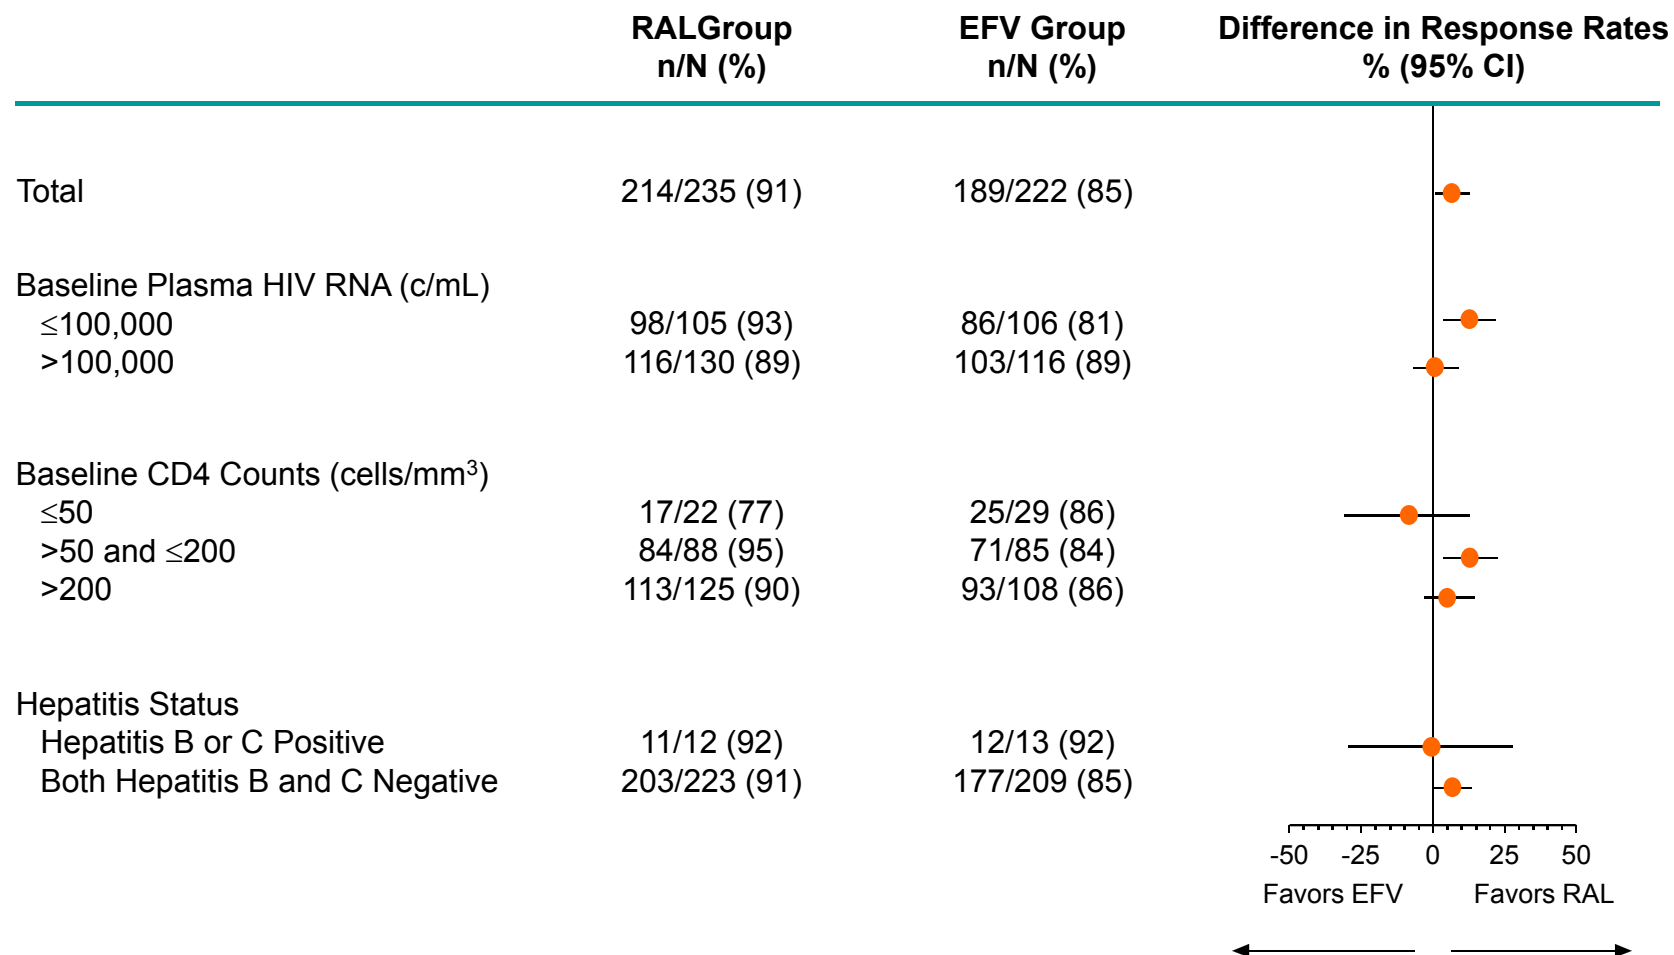 RALGroup EFV Group Difference in Response Rates
n/N (%) n/N (%) % (95% CI)
Total 214/235 (91) 189/222 (85)
Baseline Plasma HIV RNA (c/mL)
≤100,000 98/105 (93) 86/106 (81)
>100,000 116/130 (89) 103/116 (89)
Baseline CD4 Counts (cells/mm³)
≤50 17/22 (77) 25/29 (86)
>50 and ≤200 84/88 (95) 71/85 (84)
>200 113/125 (90) 93/108 (86)
Hepatitis Status
Hepatitis B or C Positive 11/12 (92) 12/13 (92)
Both Hepatitis B and C Negative 203/223 (91) 177/209 (85)
-50 -25 0 25 50
Favors EFV Favors RAL